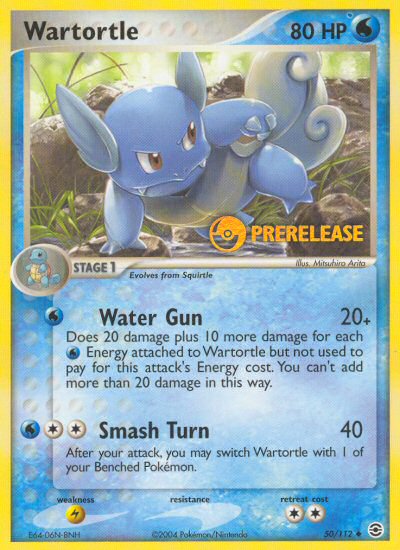 Wartortle 80 HP
PRERELEASE
Illus. Mitsuhiro Arita
STAGE 1
Evolves from Squirtle
Water Gun 20+
Does 20 damage plus 10 more damage for each
Energy attached to Wartortle but not used to
pay for this attack's Energy cost. You can't add
more than 20 damage in this way.
Smash Turn 40
After your attack, you may switch Wartortle with 1 of
your Benched Pokémon.
weakness resistance retreat cost
E64-06N-BNH ©2004 Pokémon/Nintendo 50/112